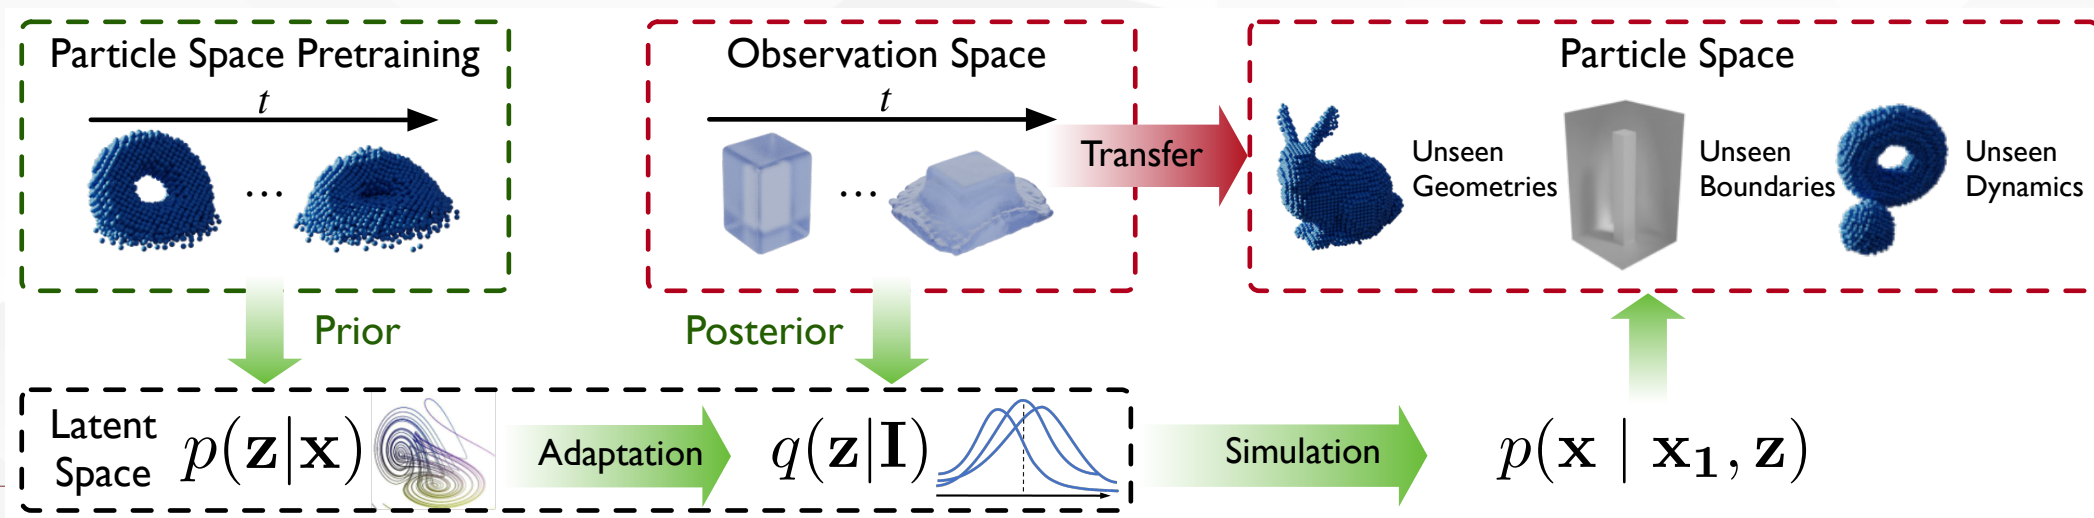 Particle Space Pretraining
t
...
Observation Space
t
...
Transfer
Particle Space
Unseen
Geometries
Unseen
Boundaries
Unseen
Dynamics
Prior
Posterior
Latent
Space
p(z|x)
Adaptation
q(z|I)
Simulation
p(x | x₁, z)